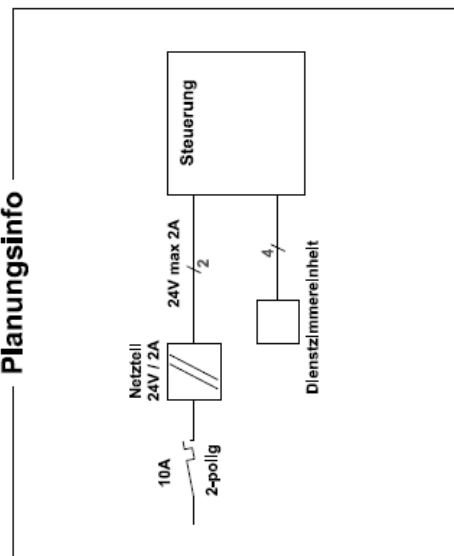 Planungsinfo
Steuerung
24V max 2A
2
4
Netzteil
24V / 2A
Dienstzimmereinheit
10A
2-polig